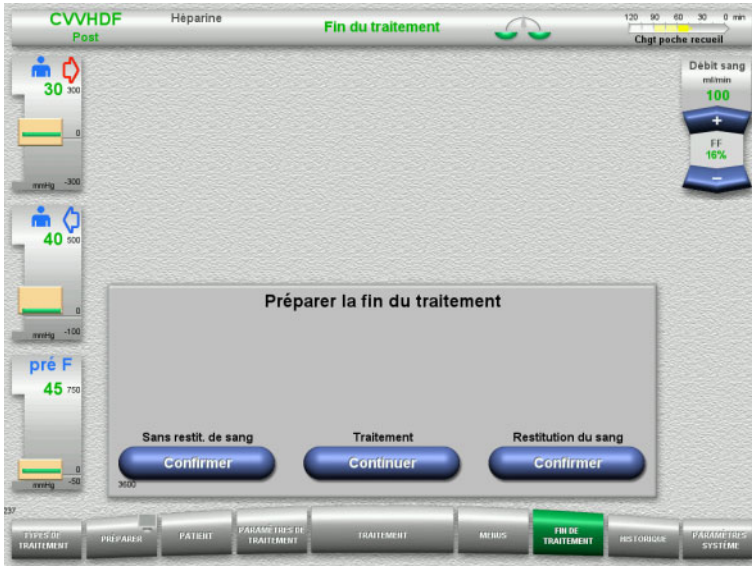 CVVHDF
Post
Héparine
Fin du traitement
120 90 60 30 0 min
Chgt poche recueil
30 300
0
mmHg -300
40 500
0
mmHg -100
pré F
45 750
0
mmHg -50
Débit sang
ml/min
100
+
FF
16%
−
Préparer la fin du traitement
Sans restit. de sang Traitement Restitution du sang
Confirmer Continuer Confirmer
3600
237
TYPES DE TRAITEMENT
PRÉPARER
PATIENT
PARAMÈTRES DE TRAITEMENT
TRAITEMENT
MENUS
FIN DE TRAITEMENT
HISTORIQUE
PARAMÈTRES SYSTÈME